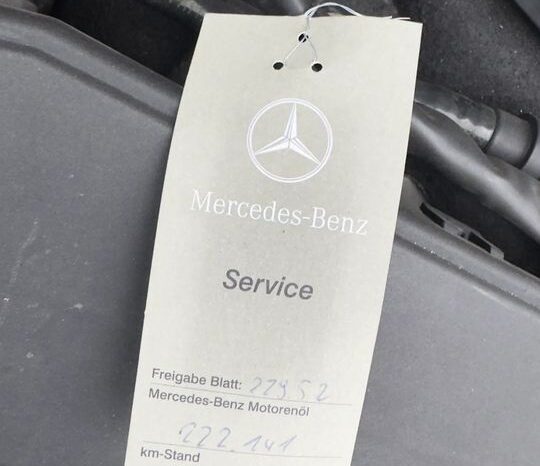 Mercedes-Benz
Service
Freigabe Blatt: 229 52
Mercedes-Benz Motorenöl
222.141
km-Stand